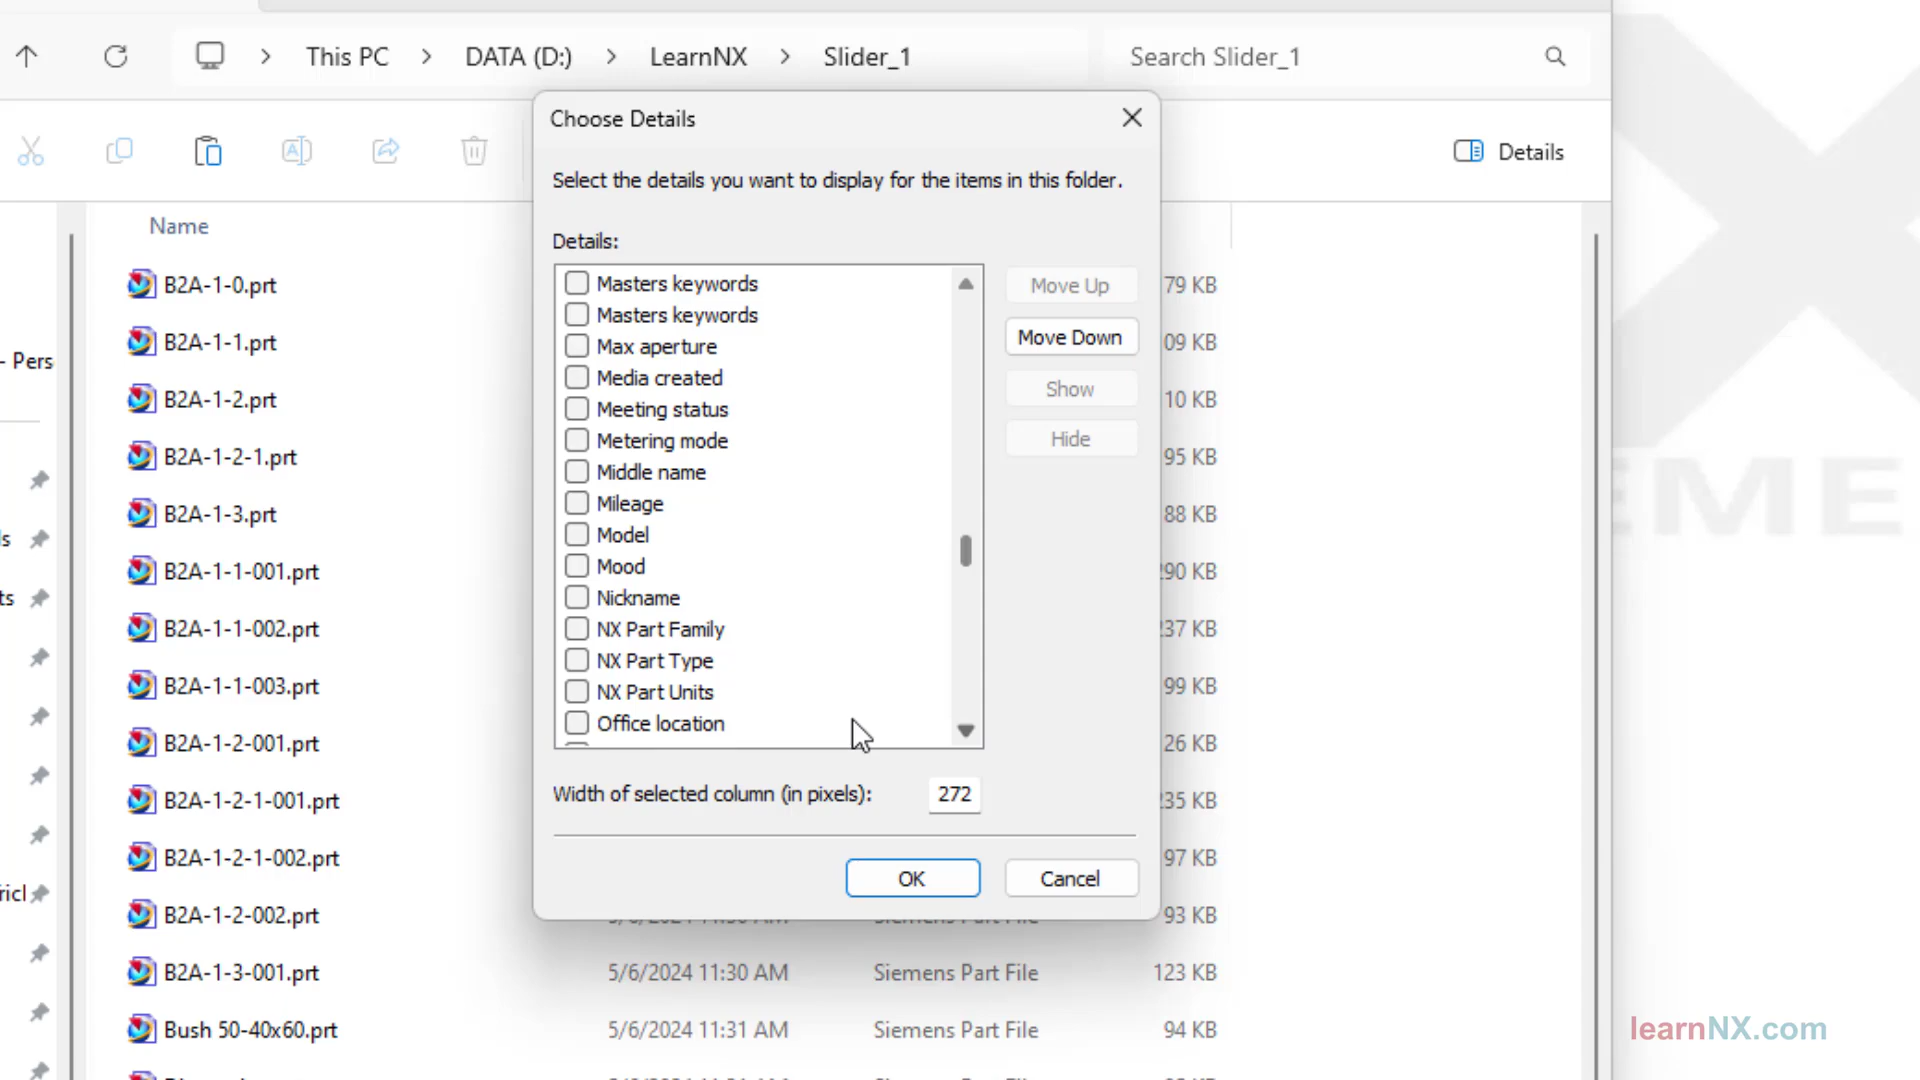 This PC > DATA (D:) > LearnNX > Slider_1
Search Slider_1
Details
Name
B2A-1-0.prt
79 KB
B2A-1-1.prt
09 KB
- Pers
B2A-1-2.prt
10 KB
B2A-1-2-1.prt
95 KB
B2A-1-3.prt
88 KB
B2A-1-1-001.prt
290 KB
B2A-1-1-002.prt
237 KB
B2A-1-1-003.prt
99 KB
B2A-1-2-001.prt
26 KB
B2A-1-2-1-001.prt
235 KB
B2A-1-2-1-002.prt
97 KB
B2A-1-2-002.prt
93 KB
B2A-1-3-001.prt
5/6/2024 11:30 AM
Siemens Part File
123 KB
Bush 50-40x60.prt
5/6/2024 11:31 AM
Siemens Part File
94 KB
Choose Details
Select the details you want to display for the items in this folder.
Details:
Masters keywords
Masters keywords
Max aperture
Media created
Meeting status
Metering mode
Middle name
Mileage
Model
Mood
Nickname
NX Part Family
NX Part Type
NX Part Units
Office location
Move Up
Move Down
Show
Hide
Width of selected column (in pixels):
272
OK
Cancel
learnNX.com